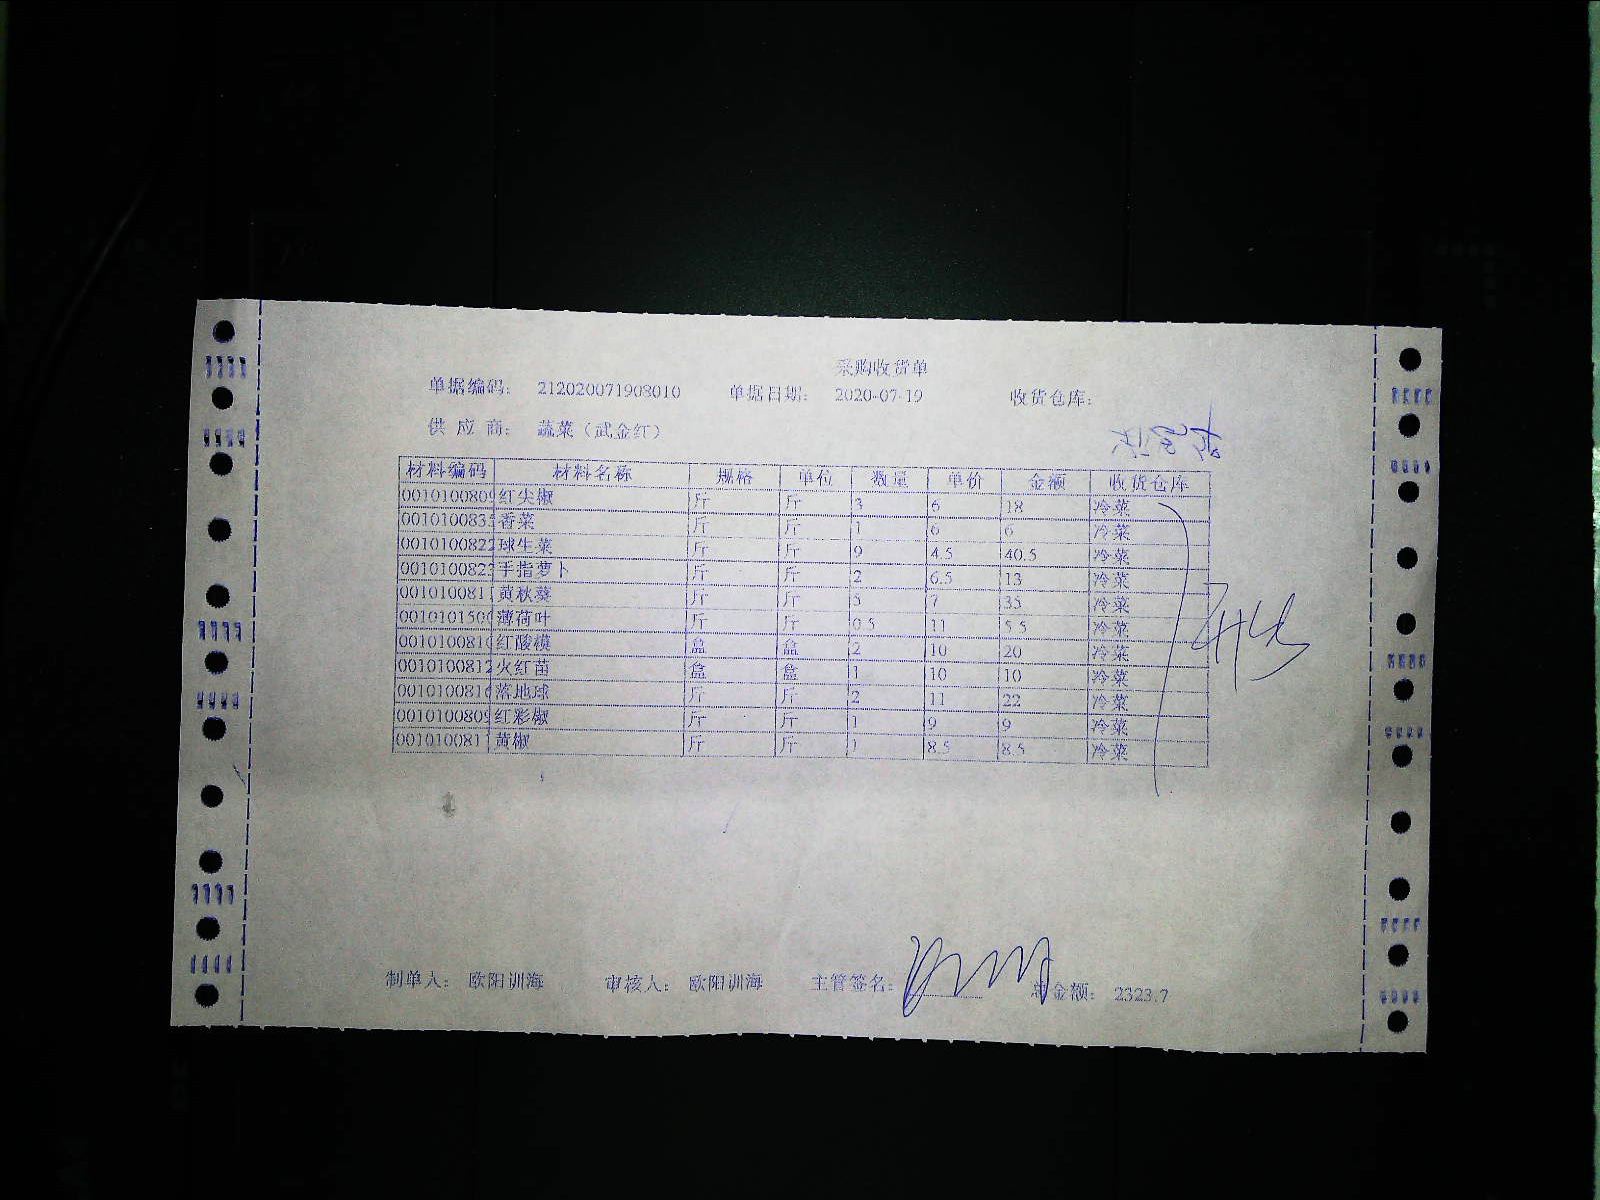 采购收货单
单据编码: 212020071908010 单据日期: 2020-07-19 收货仓库:
供应商: 蔬菜（武金红）
材料编码 材料名称 规格 单位 数量 单价 金额 收货仓库
红尖椒 斤 斤 3 6 18 冷菜
香菜 斤 斤 1 6 6 冷菜
0010100822 球生菜 斤 斤 9 4.5 40.5 冷菜
手指萝卜 斤 斤 2 6.5 13 冷菜
黄秋葵 斤 斤 5 7 35 冷菜
薄荷叶 斤 斤 0.5 11 5.5 冷菜
红酸模 盒 盒 2 10 20 冷菜
0010100812 火红苗 盒 盒 1 10 10 冷菜
落地球 斤 斤 2 11 22 冷菜
红彩椒 斤 斤 1 9 9 冷菜
黄椒 斤 斤 1 8.5 8.5 冷菜
制单人: 欧阳训海 审核人: 欧阳训海 主管签名: 总金额: 2323.7